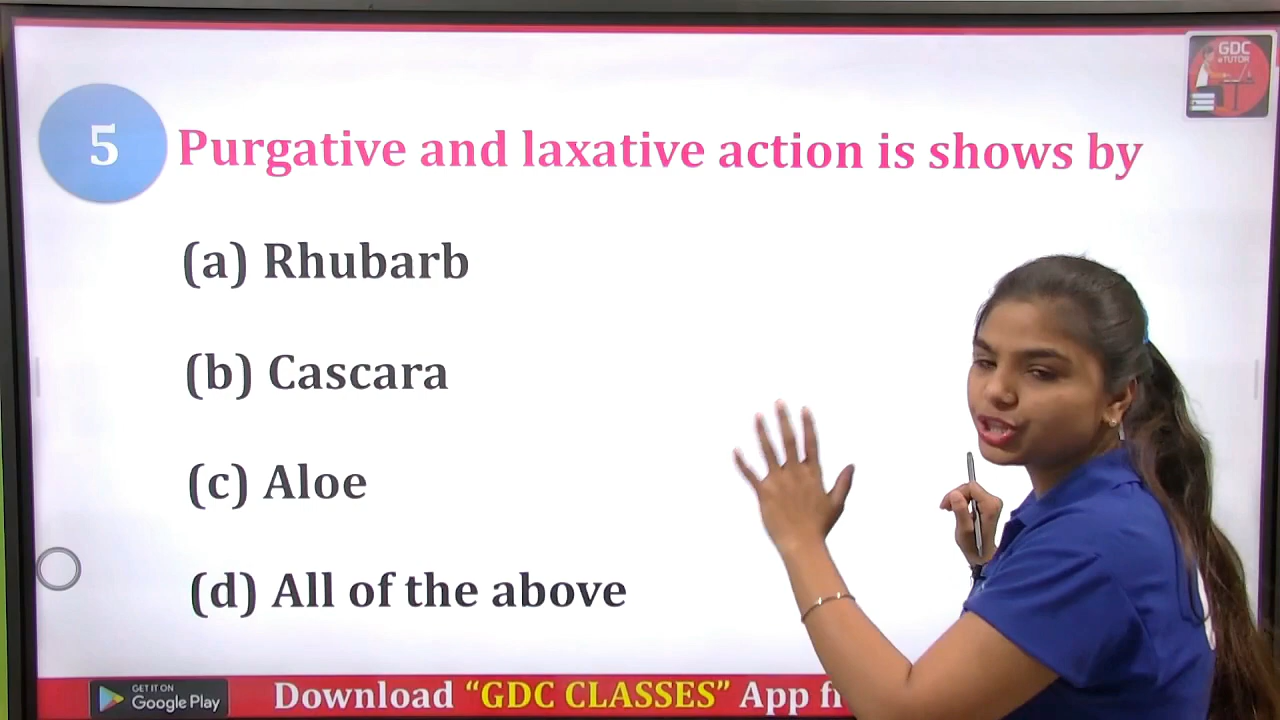 GDC
eTUTOR
5 Purgative and laxative action is shows by
(a) Rhubarb
(b) Cascara
(c) Aloe
(d) All of the above
GET IT ON
Google Play
Download “GDC CLASSES” App